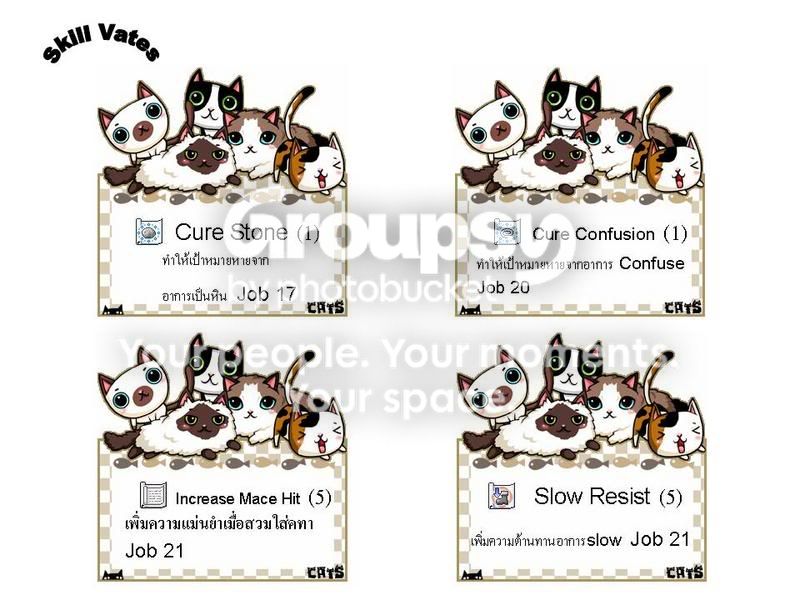 Skill Vates
Cure Stone (1)
ทำให้เป้าหมายหายจาก
อาการเป็นหิน Job 17
CATS
Cure Confusion (1)
ทำให้เป้าหมายหายจากอาการ Confuse
Job 20
CATS
Groupsy
by photobucket
Your people. Your moments.
Your space.
Increase Mace Hit (5)
เพิ่มความแม่นยำเมื่อสวมใส่คทา
Job 21
CATS
Slow Resist (5)
เพิ่มความต้านทานอาการslow Job 21
CATS